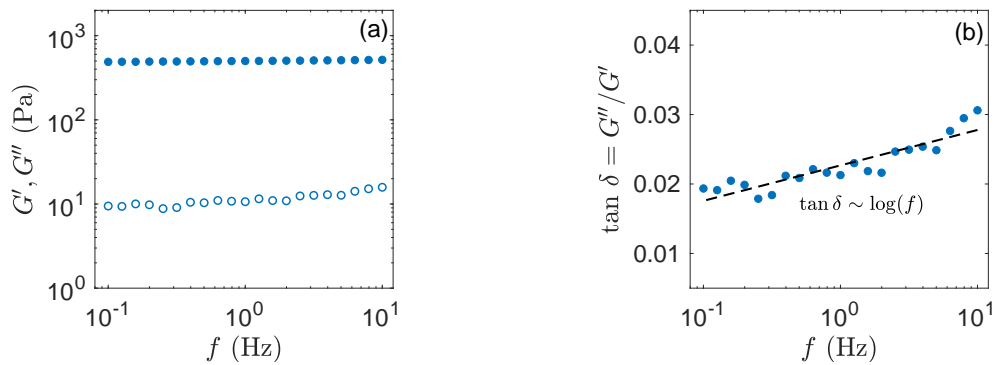 (a)
10³
10²
10¹
10⁰
G′, G″ (Pa)
10⁻¹
10⁰
10¹
f (Hz)
(b)
0.04
0.03
0.02
0.01
tan δ = G″/G′
tan δ ∼ log(f)
10⁻¹
10⁰
10¹
f (Hz)